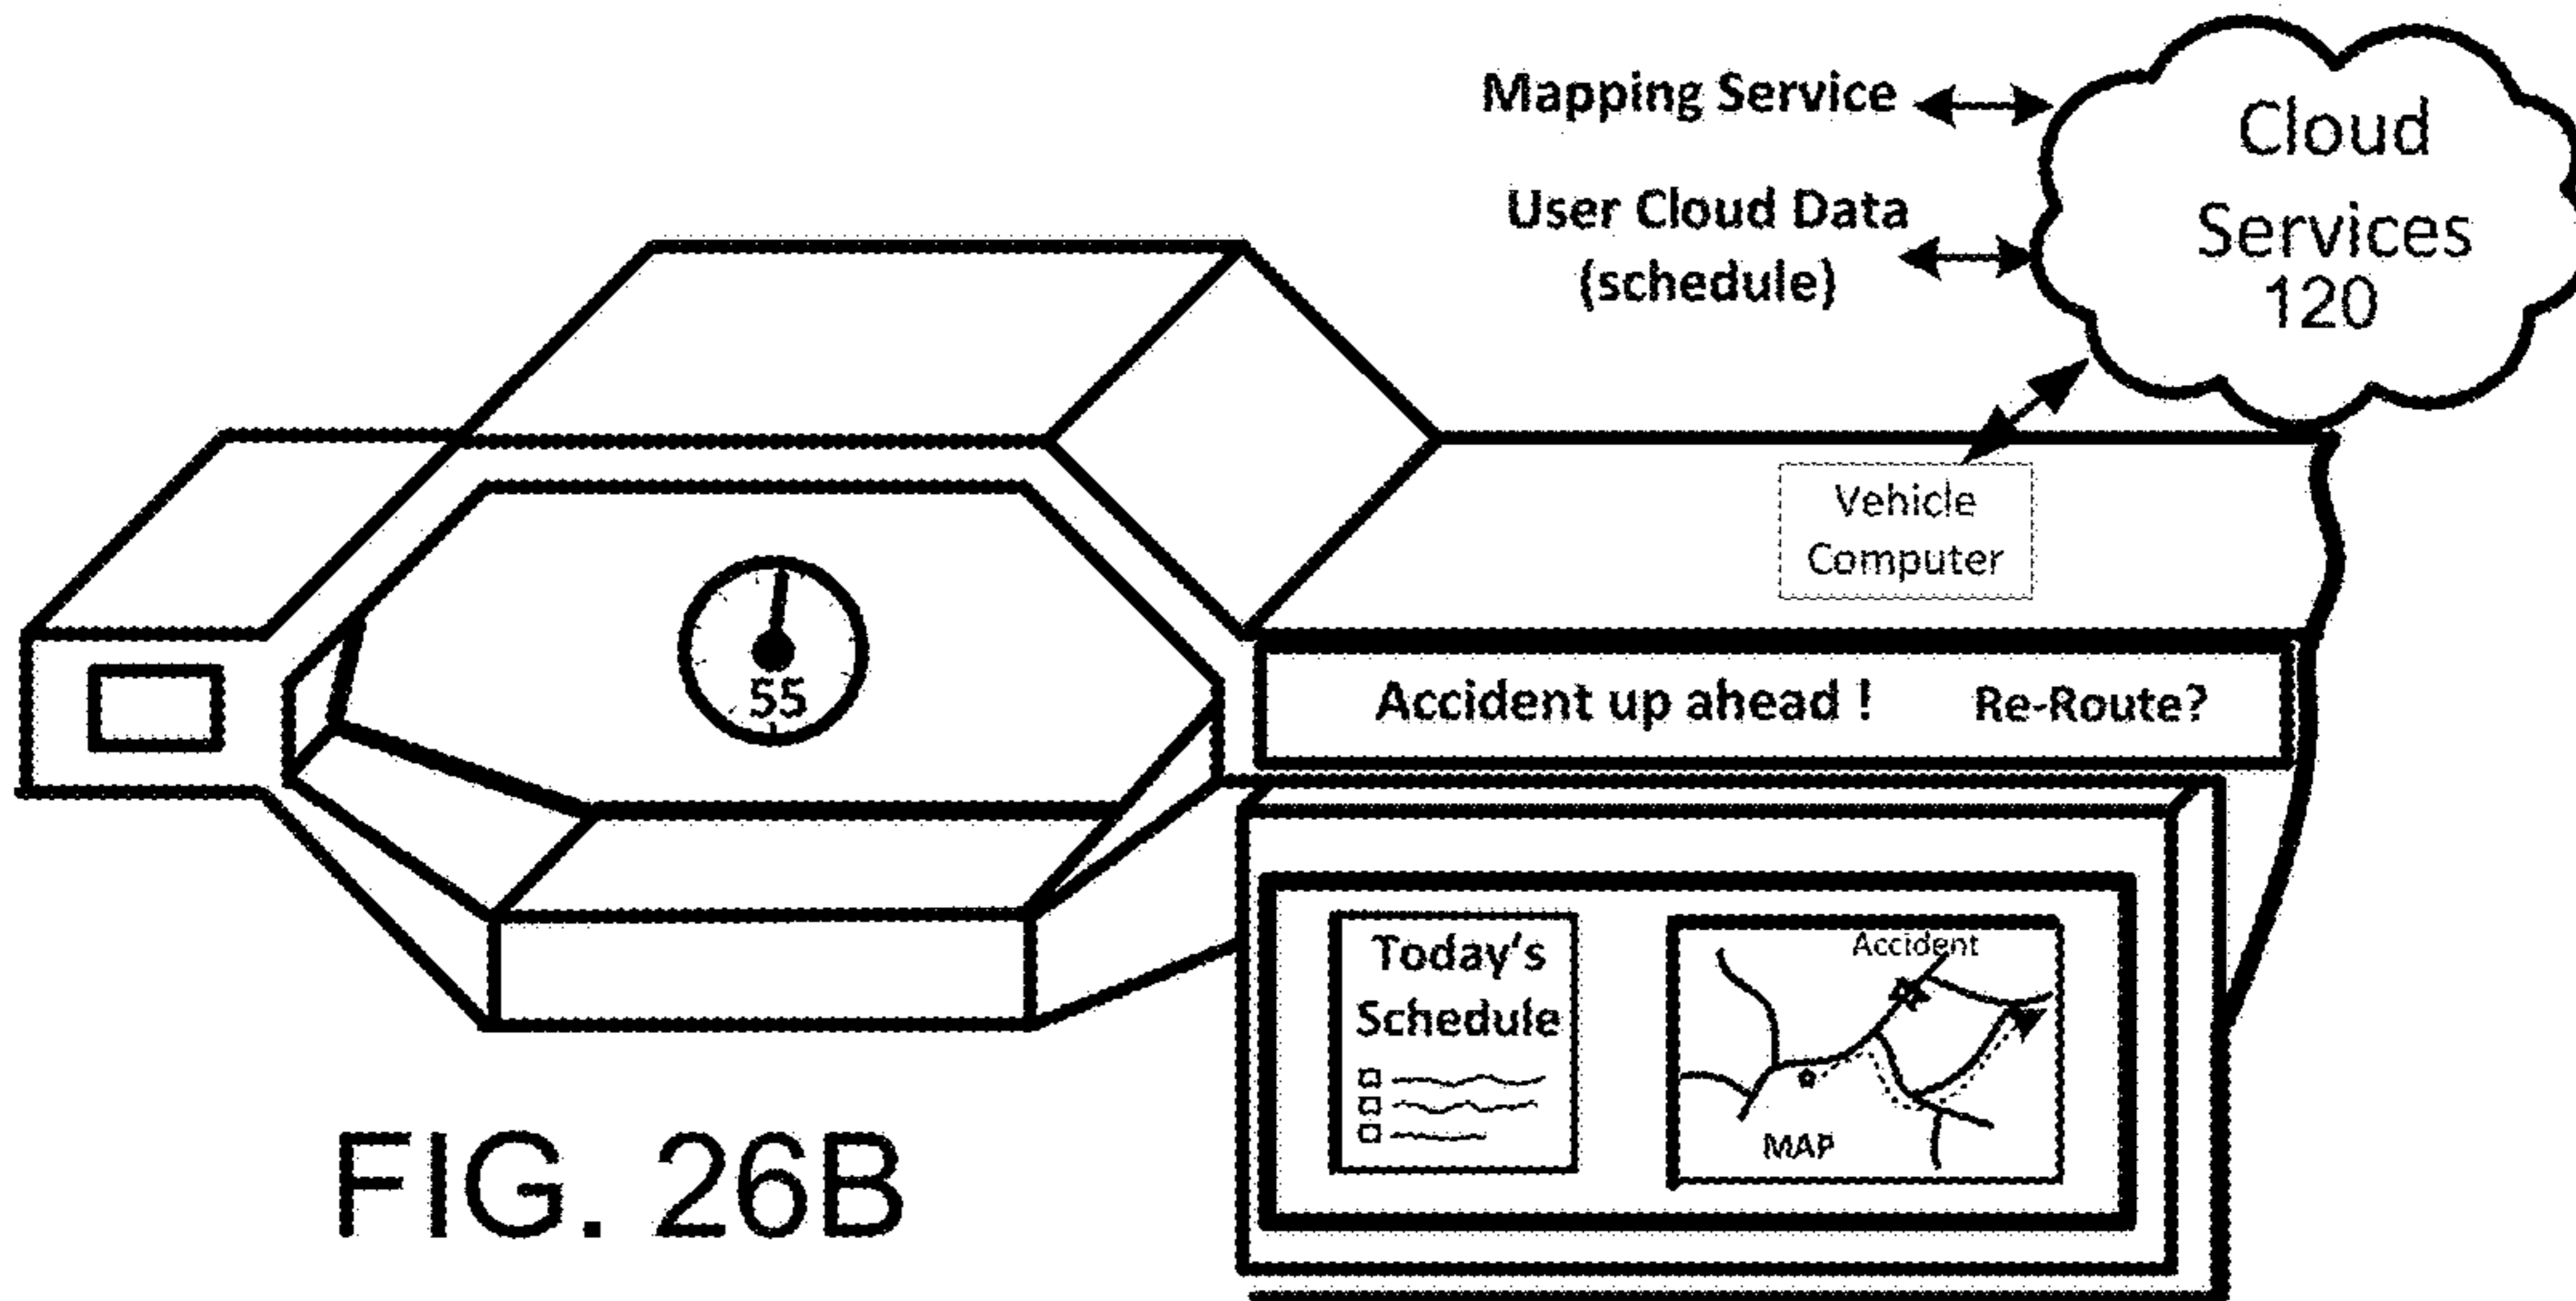 Mapping Service
User Cloud Data
(schedule)
Cloud
Services
120
Vehicle
Computer
55
Accident up ahead ! Re-Route?
Today's
Schedule
Accident
MAP
FIG. 26B